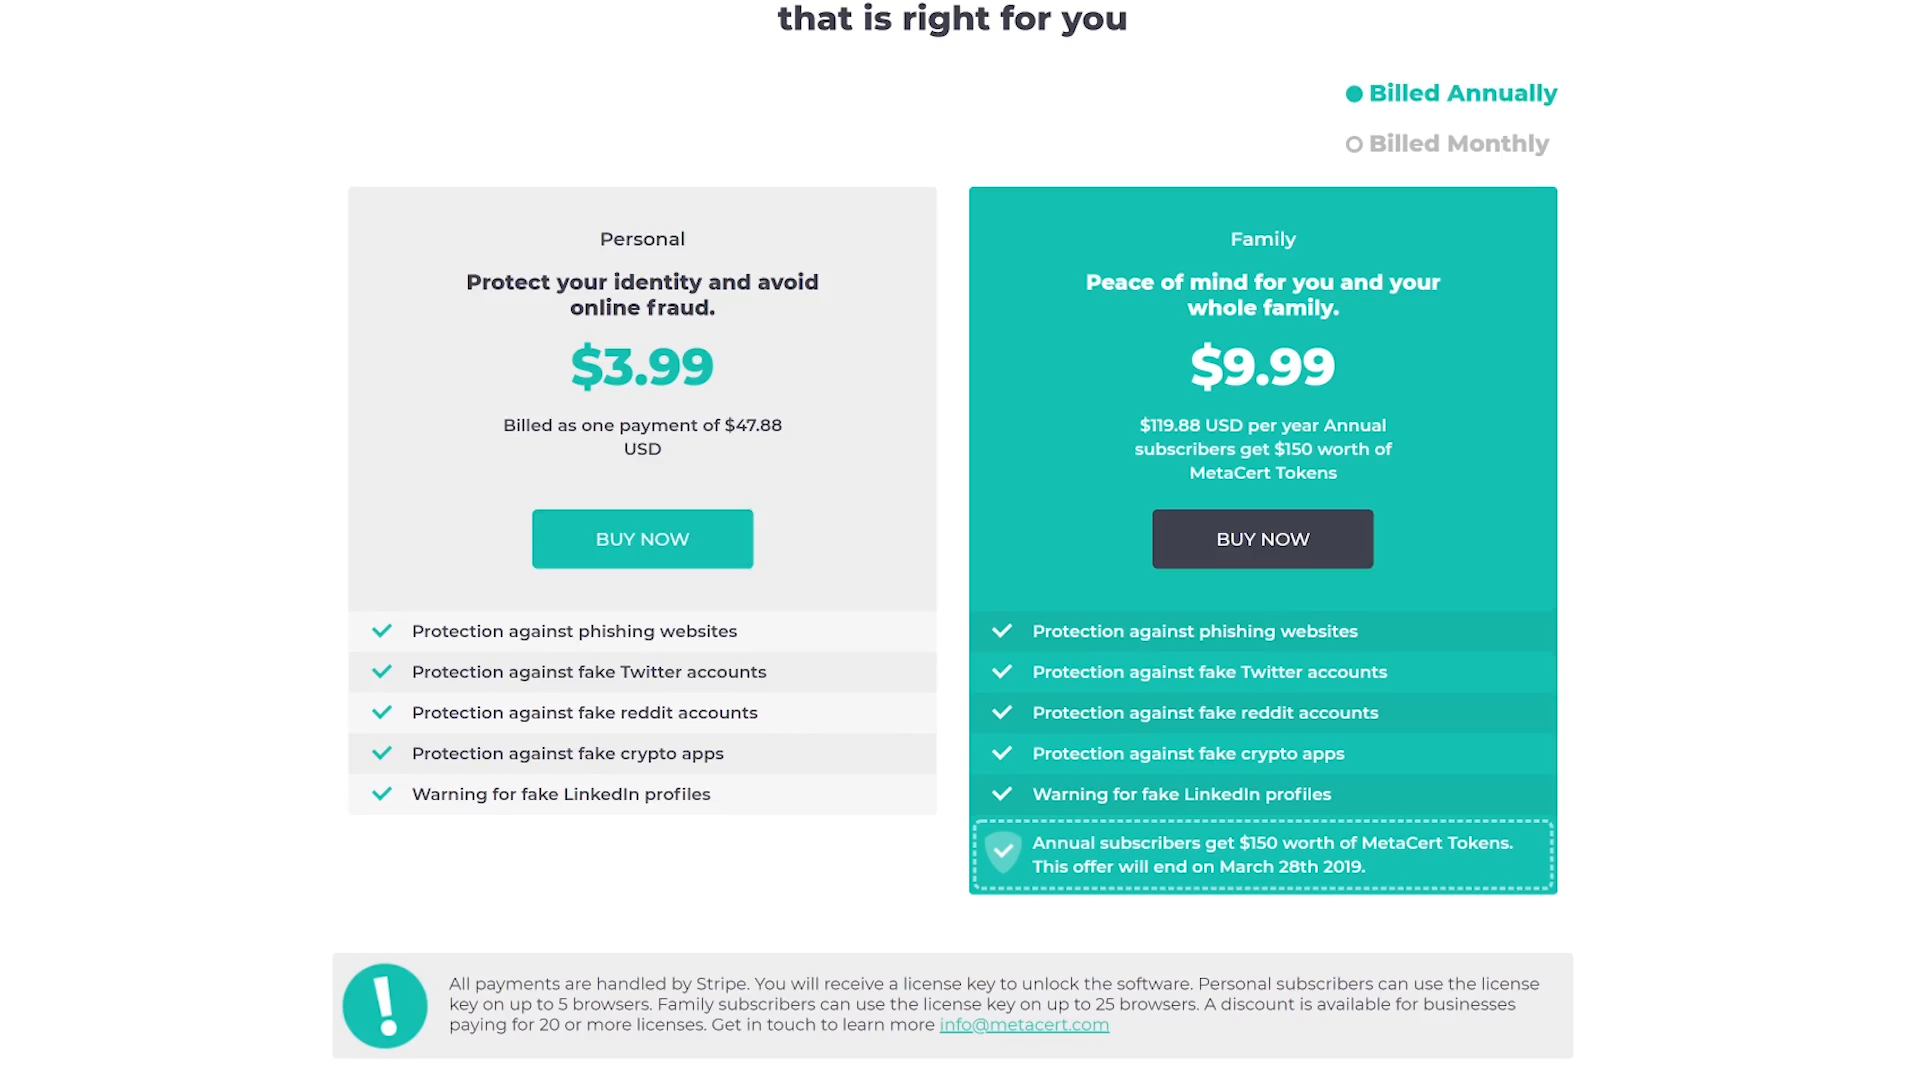 that is right for you
Billed Annually
Billed Monthly
Personal
Protect your identity and avoid
online fraud.
$3.99
Billed as one payment of $47.88
USD
BUY NOW
Protection against phishing websites
Protection against fake Twitter accounts
Protection against fake reddit accounts
Protection against fake crypto apps
Warning for fake LinkedIn profiles
Family
Peace of mind for you and your
whole family.
$9.99
$119.88 USD per year Annual
subscribers get $150 worth of
MetaCert Tokens
BUY NOW
Protection against phishing websites
Protection against fake Twitter accounts
Protection against fake reddit accounts
Protection against fake crypto apps
Warning for fake LinkedIn profiles
Annual subscribers get $150 worth of MetaCert Tokens.
This offer will end on March 28th 2019.
All payments are handled by Stripe. You will receive a license key to unlock the software. Personal subscribers can use the license
key on up to 5 browsers. Family subscribers can use the license key on up to 25 browsers. A discount is available for businesses
paying for 20 or more licenses. Get in touch to learn more info@metacert.com